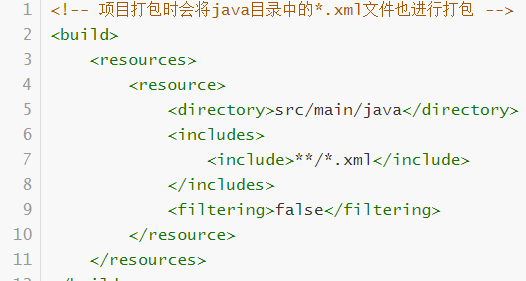 1 <!-- 项目打包时会将java目录中的*.xml文件也进行打包 -->
2 <build>
3     <resources>
4         <resource>
5             <directory>src/main/java</directory>
6             <includes>
7                 <include>**/*.xml</include>
8             </includes>
9             <filtering>false</filtering>
10         </resource>
11     </resources>
12 </build>